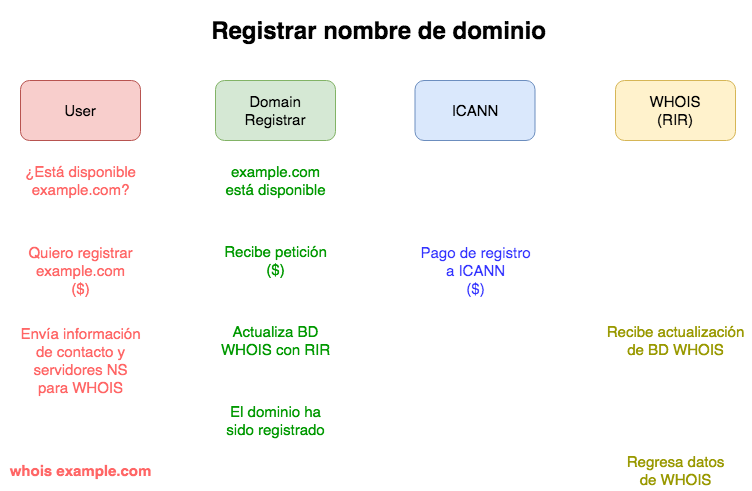 Registrar nombre de dominio
User
Domain
Registrar
ICANN
WHOIS
(RIR)
¿Está disponible
example.com?
example.com
está disponible
Quiero registrar
example.com
($)
Recibe petición
($)
Pago de registro
a ICANN
($)
Envía información
de contacto y
servidores NS
para WHOIS
Actualiza BD
WHOIS con RIR
Recibe actualización
de BD WHOIS
El dominio ha
sido registrado
whois example.com
Regresa datos
de WHOIS